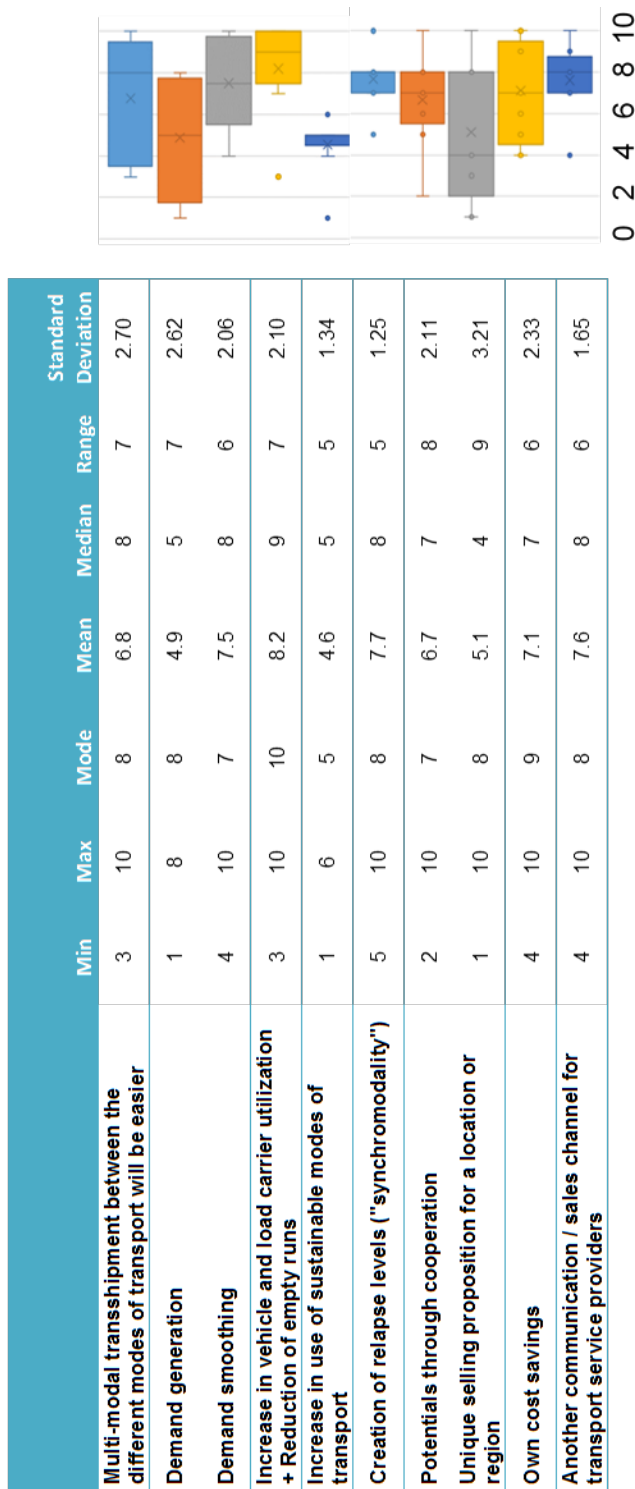 Min Max Mode Mean Median Range Standard Deviation
Multi-modal transshipment between the
different modes of transport will be easier
3 10 8 6.8 8 7 2.70
Demand generation 1 8 8 4.9 5 7 2.62
Demand smoothing 4 10 7 7.5 8 6 2.06
Increase in vehicle and load carrier utilization
+ Reduction of empty runs
3 10 10 8.2 9 7 2.10
Increase in use of sustainable modes of
transport
1 6 5 4.6 5 5 1.34
Creation of relapse levels ("synchromodality") 5 10 8 7.7 8 5 1.25
Potentials through cooperation 2 10 7 6.7 7 8 2.11
Unique selling proposition for a location or
region
1 10 8 5.1 4 9 3.21
Own cost savings 4 10 9 7.1 7 6 2.33
Another communication / sales channel for
transport service providers
4 10 8 7.6 8 6 1.65
0 2 4 6 8 10